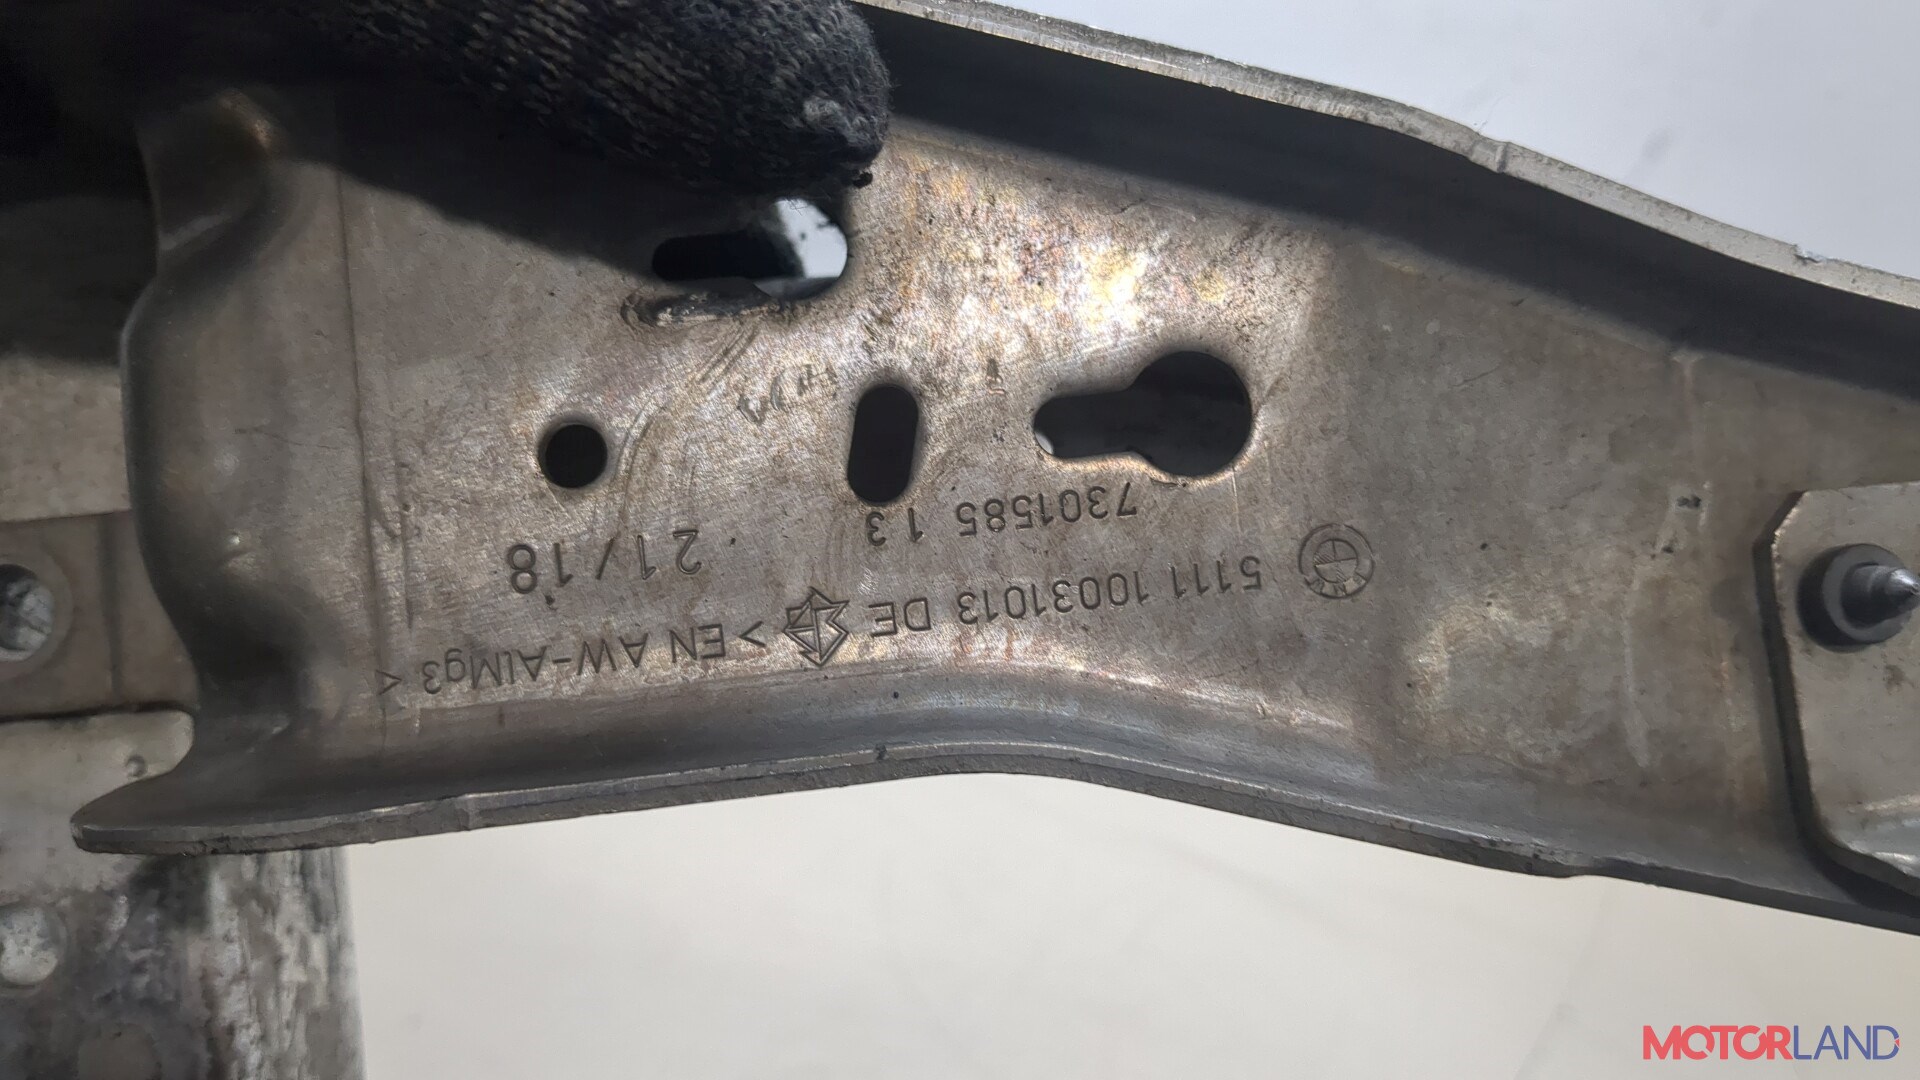 7301585 13 21/18
5111 10031013 DE >EN AW-AlMg3<
MOTORLAND